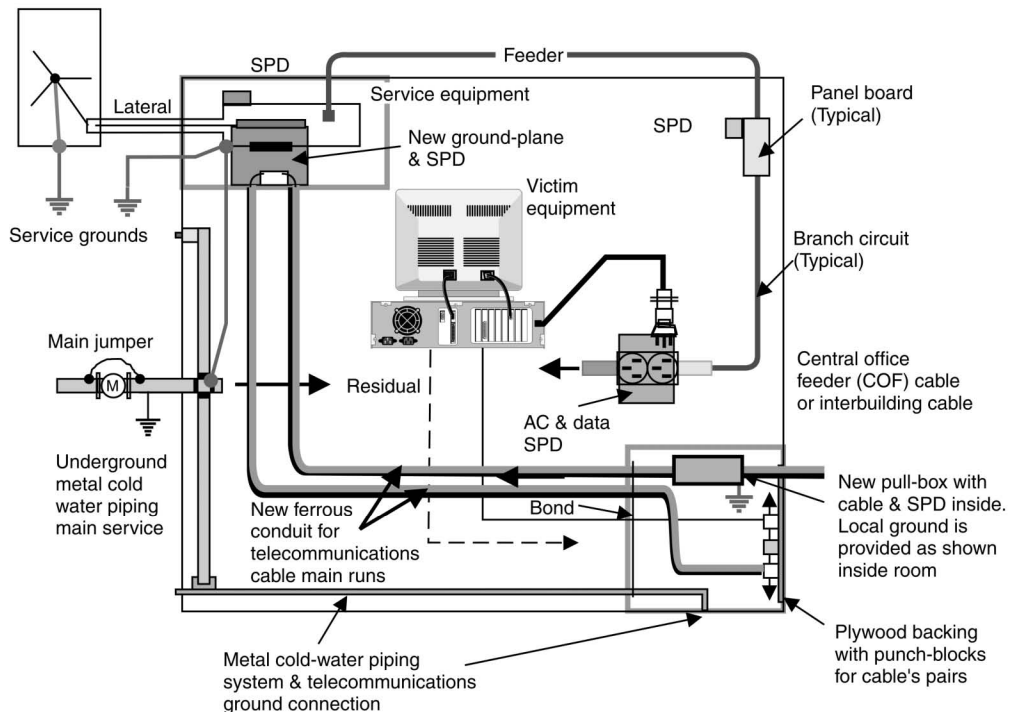 SPD
Feeder
Lateral
Service equipment
New ground-plane
& SPD
SPD
Panel board
(Typical)
Victim
equipment
Service grounds
Branch circuit
(Typical)
Main jumper
M
Residual
Central office
feeder (COF) cable
or interbuilding cable
AC & data
SPD
Underground
metal cold
water piping
main service
New ferrous
conduit for
telecommunications
cable main runs
Bond
New pull-box with
cable & SPD inside.
Local ground is
provided as shown
inside room
Metal cold-water piping
system & telecommunications
ground connection
Plywood backing
with punch-blocks
for cable's pairs